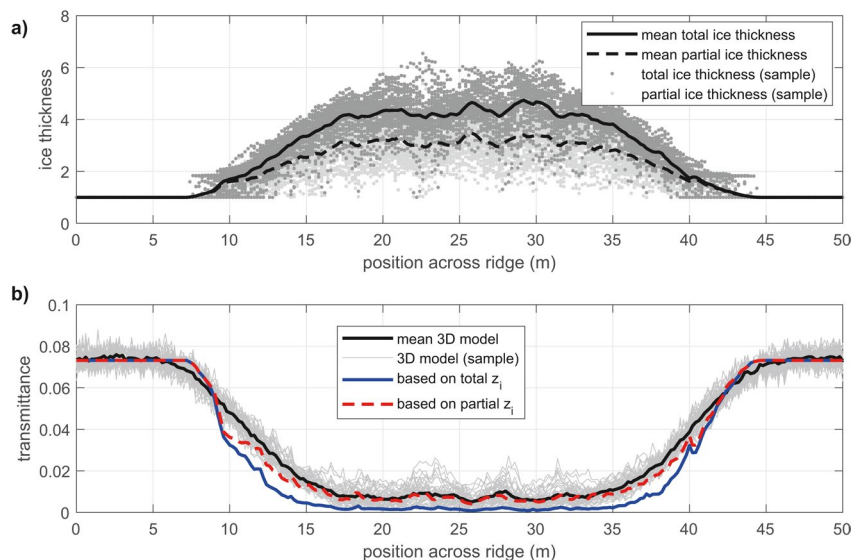 a)
8
6
4
2
0
ice thickness
mean total ice thickness
mean partial ice thickness
total ice thickness (sample)
partial ice thickness (sample)
0 5 10 15 20 25 30 35 40 45 50
position across ridge (m)
b)
0.1
0.08
0.06
0.04
0.02
0
transmittance
mean 3D model
3D model (sample)
based on total zi
based on partial zi
0 5 10 15 20 25 30 35 40 45 50
position across ridge (m)